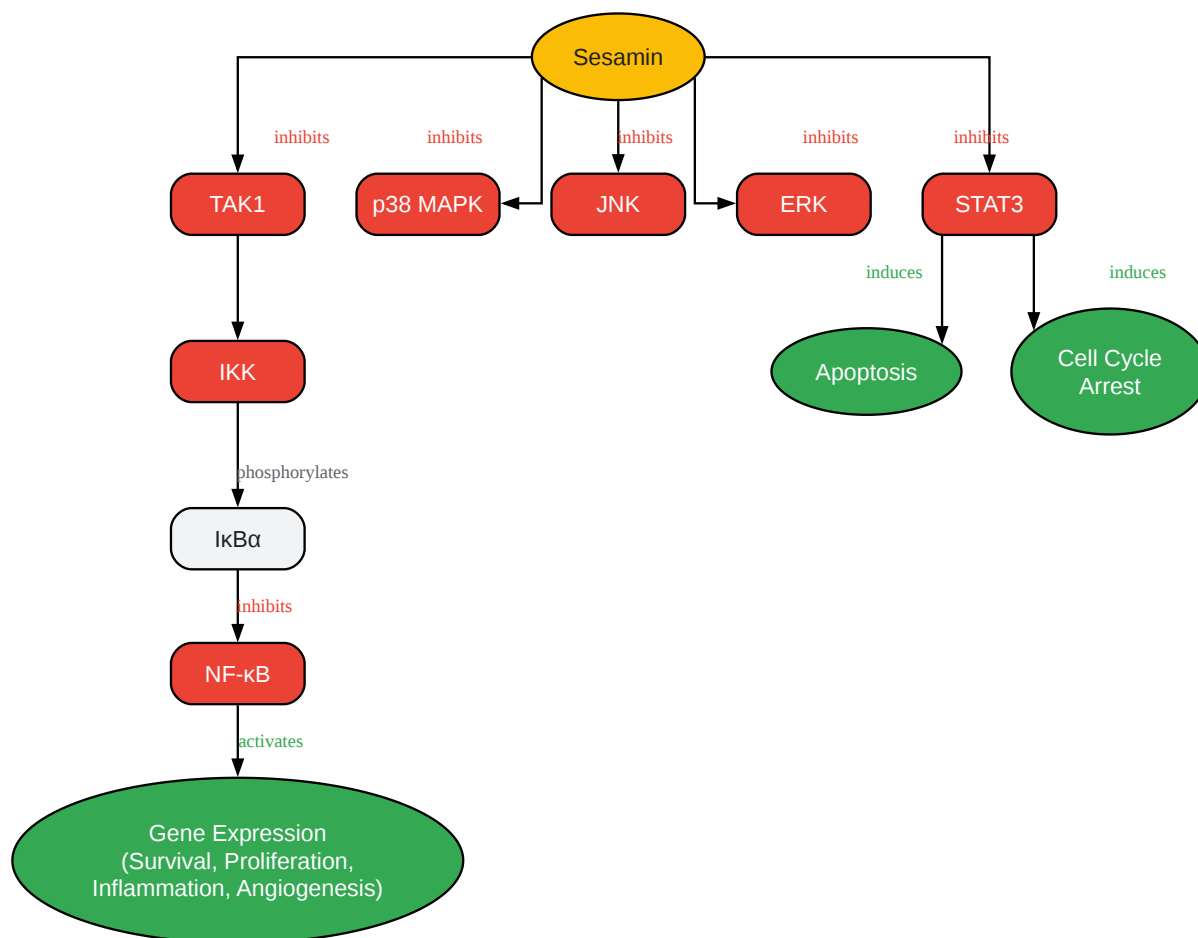 Sesamin
inhibits
inhibits
inhibits
inhibits
inhibits
TAK1
p38 MAPK
JNK
ERK
STAT3
induces
induces
IKK
Apoptosis
Cell Cycle
Arrest
phosphorylates
IκBα
inhibits
NF-κB
activates
Gene Expression
(Survival, Proliferation,
Inflammation, Angiogenesis)